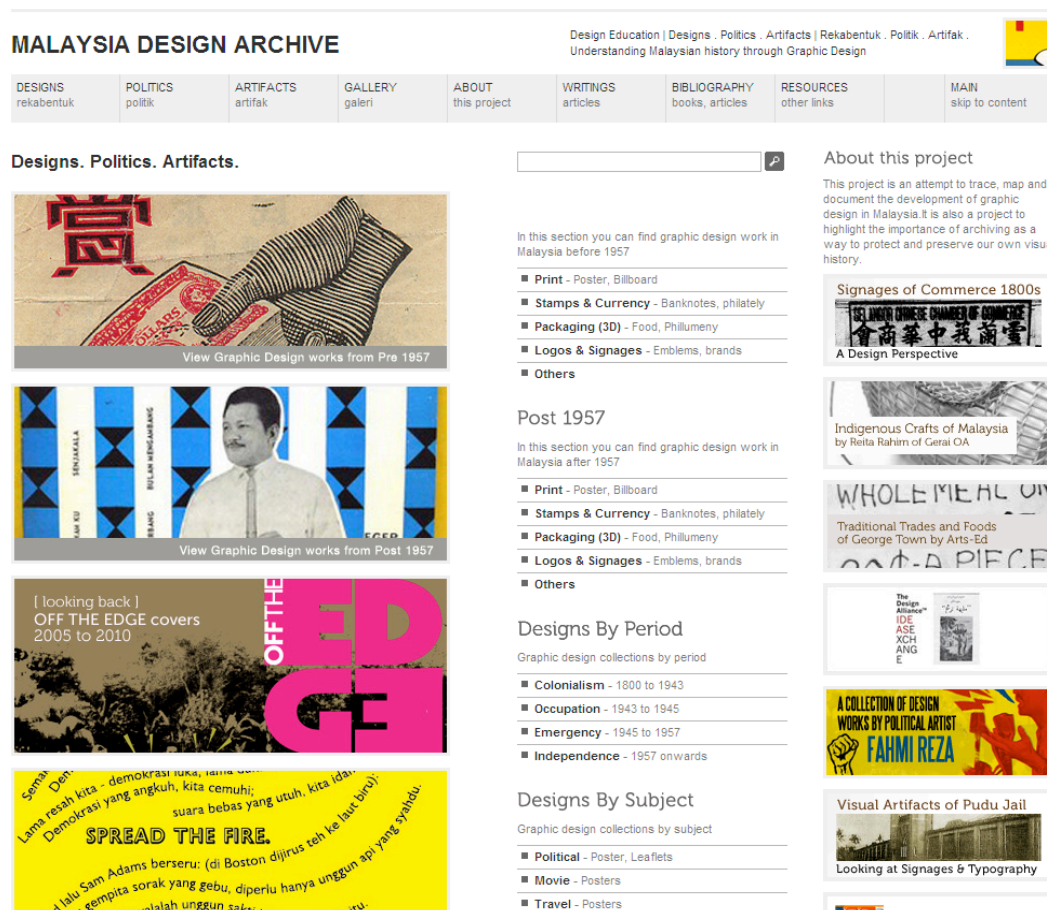 MALAYSIA DESIGN ARCHIVE
Design Education | Designs . Politics . Artifacts | Rekabentuk . Politik . Artifak .
Understanding Malaysian history through Graphic Design
DESIGNS
rekabentuk
POLITICS
politik
ARTIFACTS
artifak
GALLERY
galeri
ABOUT
this project
WRITINGS
articles
BIBLIOGRAPHY
books, articles
RESOURCES
other links
MAIN
skip to content
Designs. Politics. Artifacts.
View Graphic Design works from Pre 1957
SENJAKALA
BULAN MENGAMBANG
View Graphic Design works from Post 1957
[ looking back ]
OFF THE EDGE covers
2005 to 2010
OFF THE
EDGE
Lama resah kita - demokrasi luka, lama
Demokrasi yang angkuh, kita cemuhi;
suara bebas yang utuh, kita
ke laut biru);
SPREAD THE FIRE.
lalu Sam Adams berseru: (di Boston dijirus teh
gempita sorak yang gebu, diperlu hanya unggun api yang syahdu.
In this section you can find graphic design work in
Malaysia before 1957
Print - Poster, Billboard
Stamps & Currency - Banknotes, philately
Packaging (3D) - Food, Phillumeny
Logos & Signages - Emblems, brands
Others
Post 1957
In this section you can find graphic design work in
Malaysia after 1957
Print - Poster, Billboard
Stamps & Currency - Banknotes, philately
Packaging (3D) - Food, Phillumeny
Logos & Signages - Emblems, brands
Others
Designs By Period
Graphic design collections by period
Colonialism - 1800 to 1943
Occupation - 1943 to 1945
Emergency - 1945 to 1957
Independence - 1957 onwards
Designs By Subject
Graphic design collections by subject
Political - Poster, Leaflets
Movie - Posters
Travel - Posters
About this project
This project is an attempt to trace, map and
document the development of graphic
design in Malaysia.It is also a project to
highlight the importance of archiving as a
way to protect and preserve our own
history.
Signages of Commerce 1800s
SELANGOR CHINESE CHAMBER OF COMMERCE
會商華中莪蘭雪
A Design Perspective
Indigenous Crafts of Malaysia
by Reita Rahim of Gerai OA
WHOLEMEAL
Traditional Trades and Foods
of George Town by Arts-Ed
A PIECE
The
Design
Alliance™
IDE
ASE
XCH
ANG
E
A COLLECTION OF DESIGN
WORKS BY POLITICAL ARTIST
FAHMI REZA
Visual Artifacts of Pudu Jail
Looking at Signages & Typography